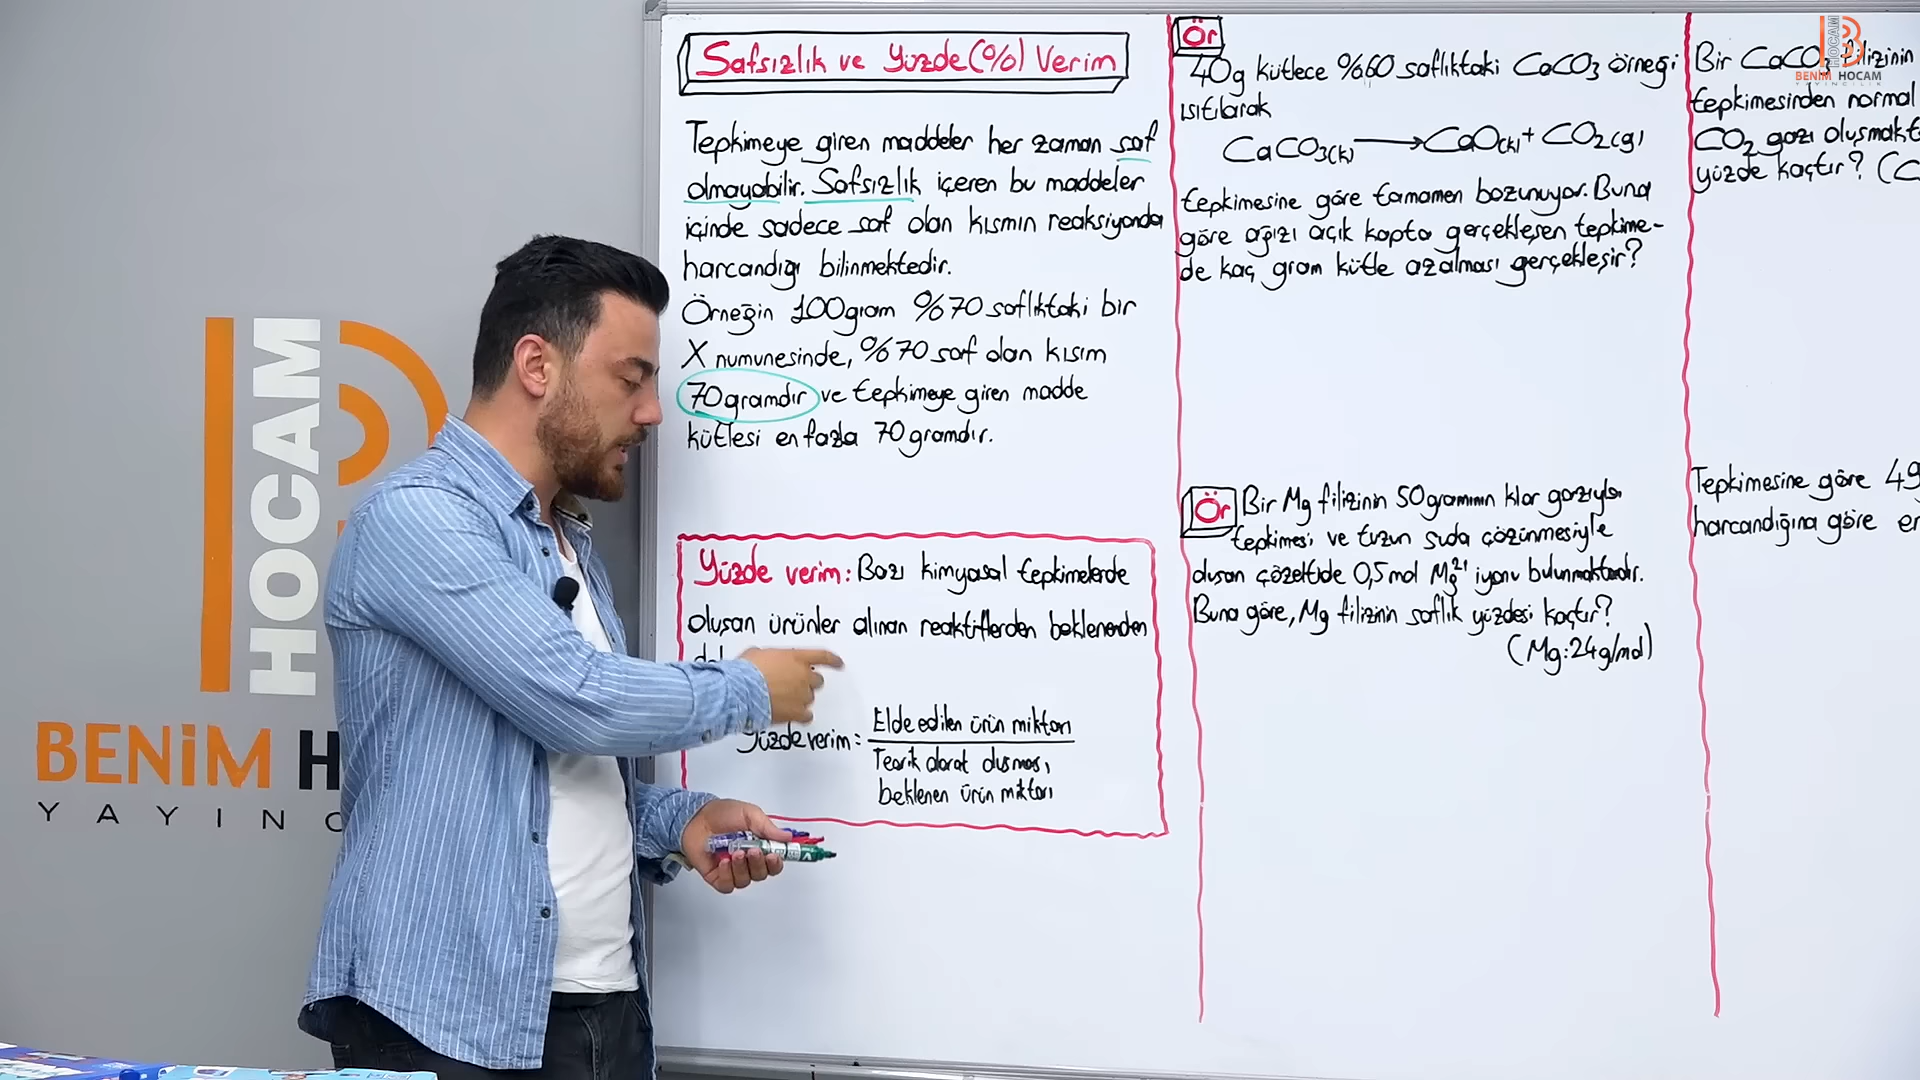 Safsızlık ve Yüzde(%) Verim
Tepkimeye giren maddeler her zaman saf
olmayabilir. Safsızlık içeren bu maddeler
içinde sadece saf olan kısmın reaksiyonda
harcandığı bilinmektedir.
Örneğin 100gram %70 saflıktaki bir
X numunesinde, %70 saf olan kısım
70gramdır ve tepkimeye giren madde
kütlesi en fazla 70gramdır.
Yüzde verim: Bazı kimyasal tepkimelerde
oluşan ürünler alınan reaktiflerden beklenenden
Yüzde verim = Elde edilen ürün miktarı
Teorik olarak oluşması,
beklenen ürün miktarı
Ör
40g kütlece %60 saflıktaki CaCO3 örneği
ısıtılarak
CaCO3(k) → CaO(k) + CO2(g)
tepkimesine göre tamamen bozunuyor. Buna
göre ağızı açık kapta gerçekleşen tepkime-
de kaç gram kütle azalması gerçekleşir?
Ör Bir Mg filizinin 50gramının klor gazıyla
tepkimesi ve tuzun suda çözünmesiyle
oluşan çözeltide 0,5mol Mg2+ iyonu bulunmaktadır.
Buna göre, Mg filizinin saflık yüzdesi kaçtır?
(Mg:24g/mol)
Bir CaCO3 filizinin
tepkimesinden normal
CO2 gazı oluşmakt
yüzde kaçtır? (C
Tepkimesine göre 4g
harcandığına göre er
HOCAM
BENİM H
YAYINC
HOCAM
BENİM HOCAM
YAYINCILIK